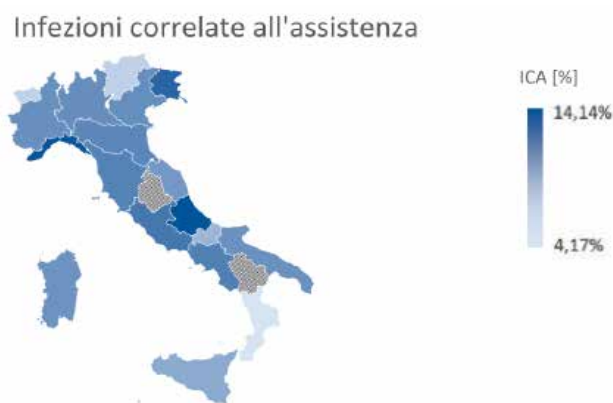 Infezioni correlate all'assistenza
ICA [%]
14,14%
4,17%